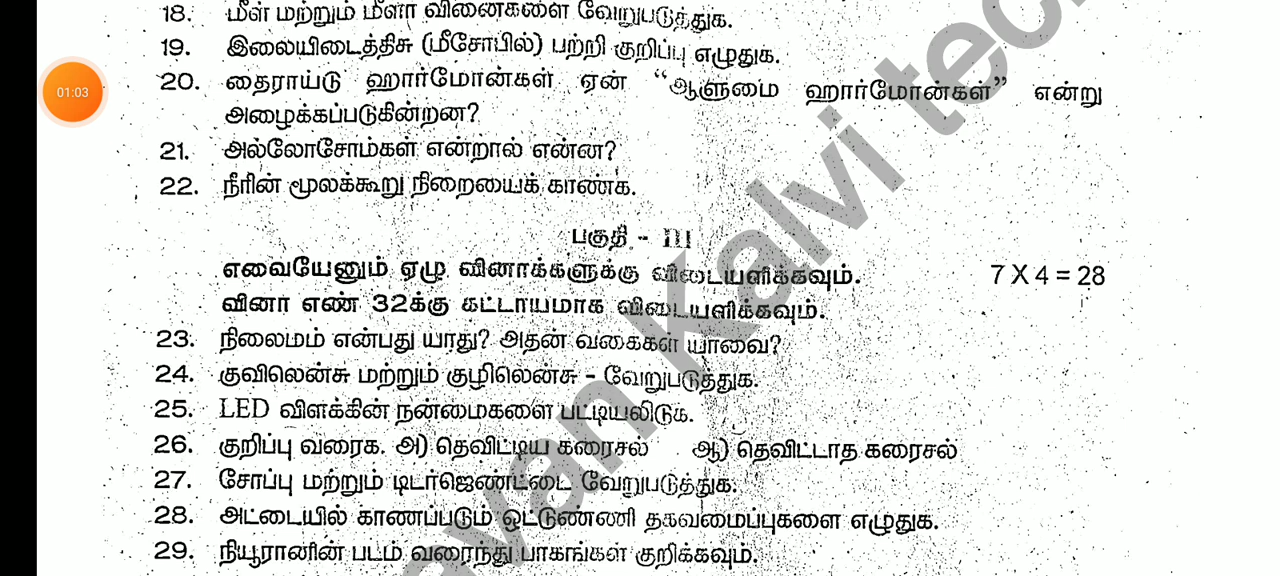 18. மீள் மற்றும் மீளா வினைகளை வேறுபடுத்துக.
19. இலையிடைத்திசு (மீசோபில்) பற்றி குறிப்பு எழுதுக.
01:03
20. தைராய்டு ஹார்மோன்கள் ஏன் “ஆளுமை ஹார்மோன்கள்” என்று
அழைக்கப்படுகின்றன?
21. அல்லோசோம்கள் என்றால் என்ன?
22. நீரின் மூலக்கூறு நிறையைக் காண்க.
பகுதி - III
எவையேனும் ஏழு வினாக்களுக்கு விடையளிக்கவும். 7 X 4 = 28
வினா எண் 32க்கு கட்டாயமாக விடையளிக்கவும்.
23. நிலைமம் என்பது யாது? அதன் வகைகள் யாவை?
24. குவிலென்சு மற்றும் குழிலென்சு - வேறுபடுத்துக.
25. LED விளக்கின் நன்மைகளை பட்டியலிடுக.
26. குறிப்பு வரைக. அ) தெவிட்டிய கரைசல் ஆ) தெவிட்டாத கரைசல்
27. சோப்பு மற்றும் டிடர்ஜெண்ட்டை வேறுபடுத்துக.
28. அட்டையில் காணப்படும் ஒட்டுண்ணி தகவமைப்புகளை எழுதுக.
29. நியூரானின் படம் வரைந்து பாகங்கள் குறிக்கவும்.
Kalvi